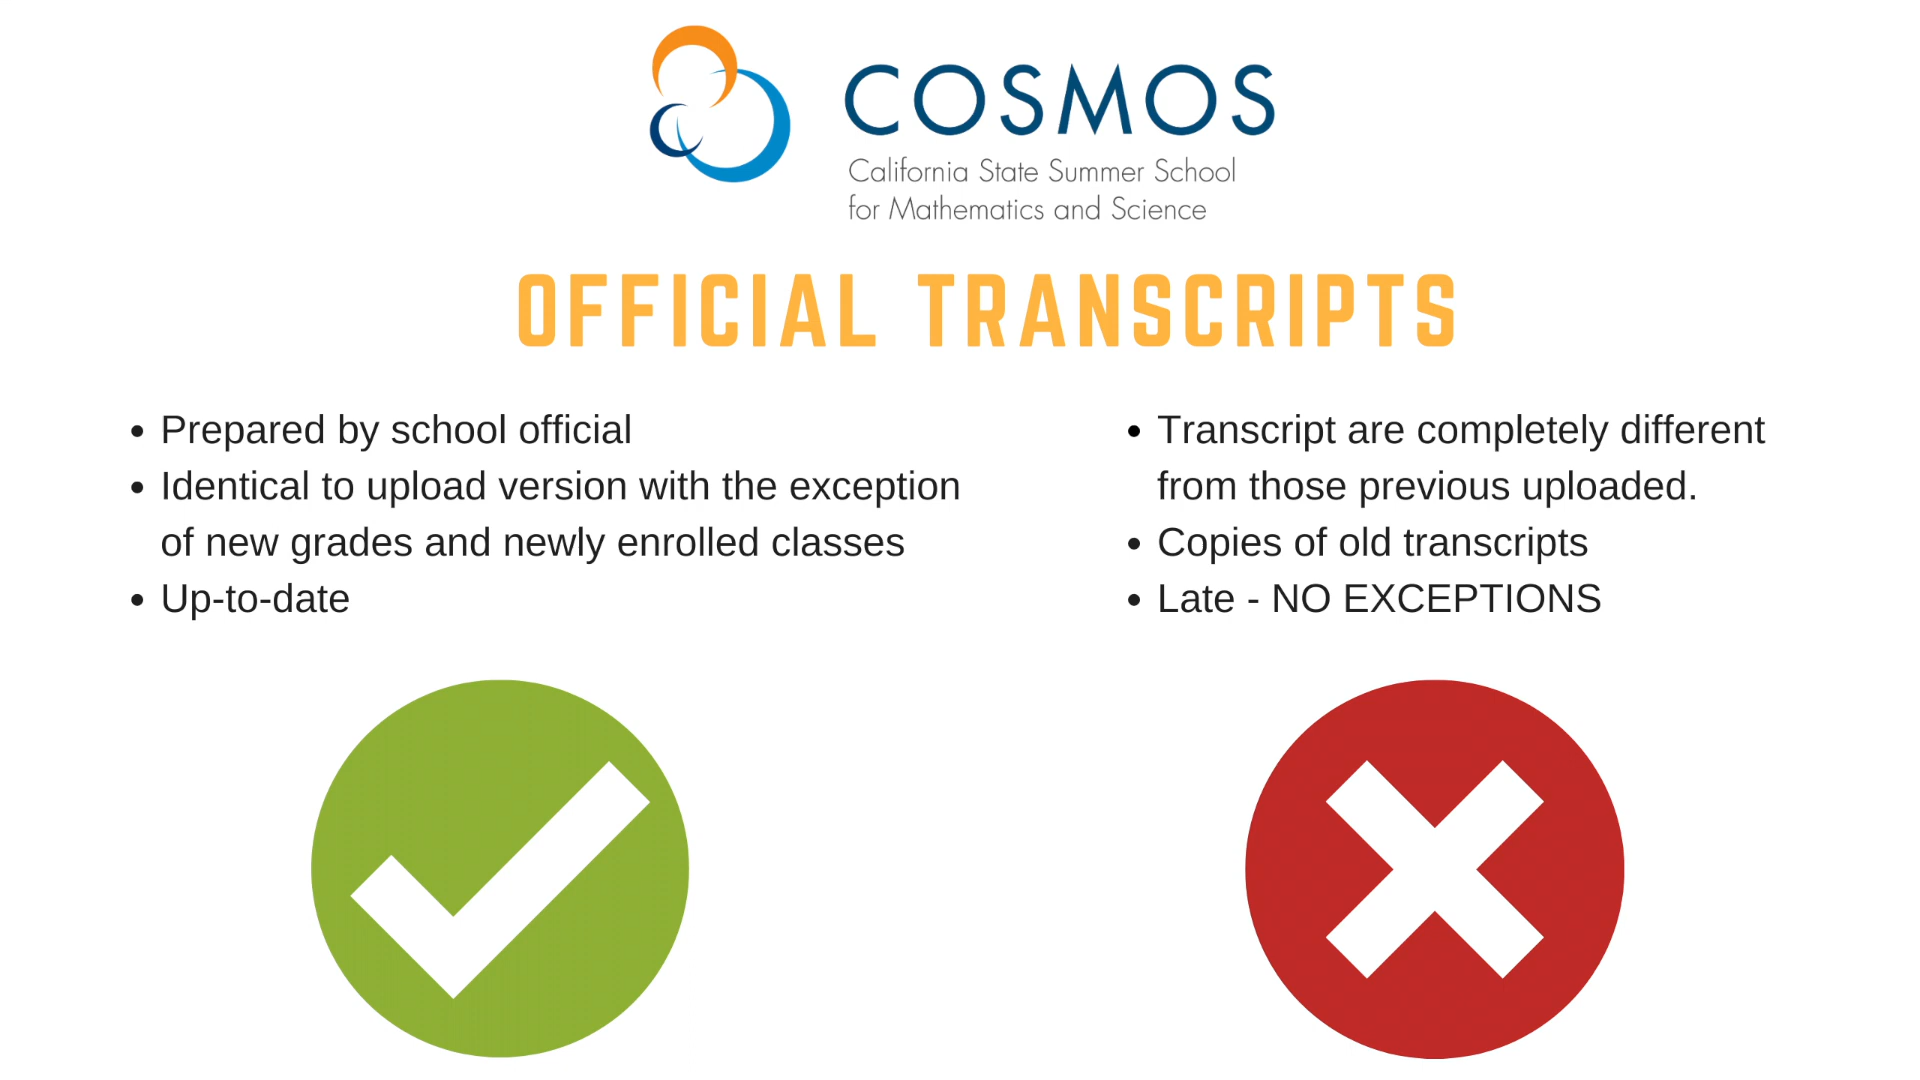 COSMOS
California State Summer School
for Mathematics and Science
OFFICIAL TRANSCRIPTS
• Prepared by school official
• Identical to upload version with the exception
of new grades and newly enrolled classes
• Up-to-date
• Transcript are completely different
from those previous uploaded.
• Copies of old transcripts
• Late - NO EXCEPTIONS